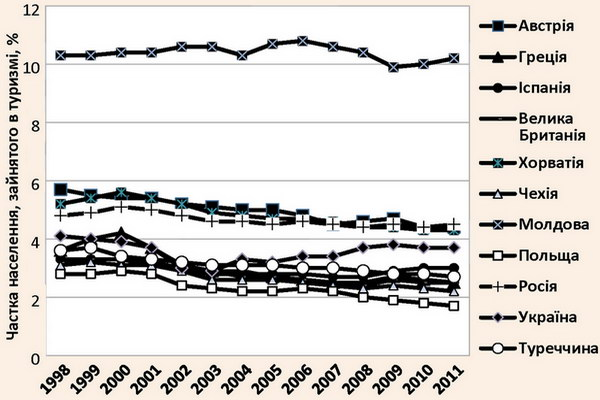 Частка населення, зайнятого в туризмі, %
12
10
8
6
4
2
0
1998
1999
2000
2001
2002
2003
2004
2005
2006
2007
2008
2009
2010
2011
Австрія
Греція
Іспанія
Велика
Британія
Хорватія
Чехія
Молдова
Польща
Росія
Україна
Туреччина